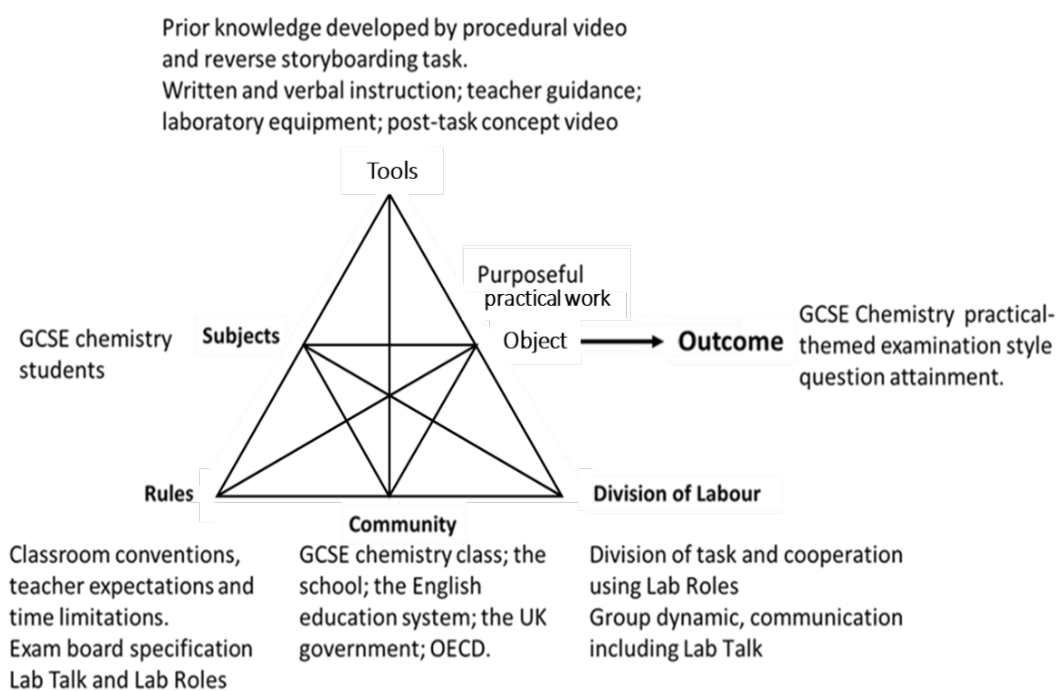 Prior knowledge developed by procedural video
and reverse storyboarding task.
Written and verbal instruction; teacher guidance;
laboratory equipment; post-task concept video
Tools
Purposeful
practical work
Object
Outcome
GCSE Chemistry practical-
themed examination style
question attainment.
GCSE chemistry
students
Subjects
Rules
Classroom conventions,
teacher expectations and
time limitations.
Exam board specification
Lab Talk and Lab Roles
Community
GCSE chemistry class; the
school; the English
education system; the UK
government; OECD.
Division of Labour
Division of task and cooperation
using Lab Roles
Group dynamic, communication
including Lab Talk